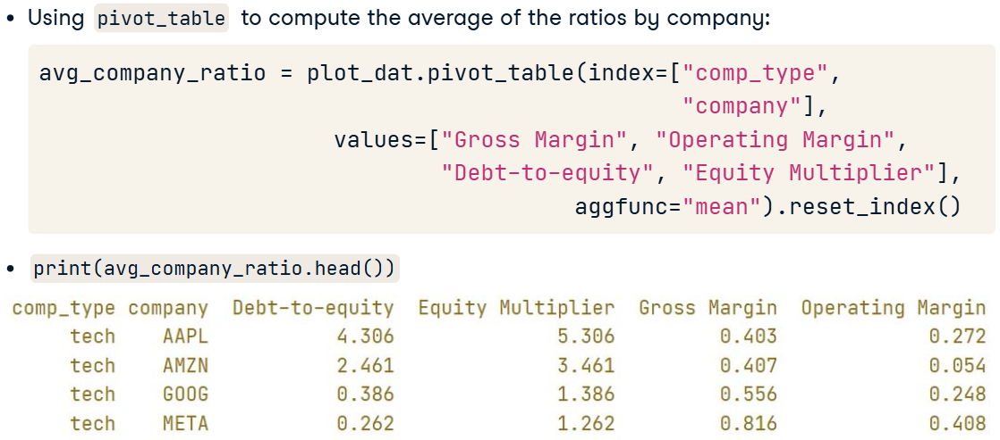 • Using pivot_table to compute the average of the ratios by company:
avg_company_ratio = plot_dat.pivot_table(index=["comp_type",
"company"],
values=["Gross Margin", "Operating Margin",
"Debt-to-equity", "Equity Multiplier"],
aggfunc="mean").reset_index()
• print(avg_company_ratio.head())
comp_type company Debt-to-equity Equity Multiplier Gross Margin Operating Margin
tech AAPL 4.306 5.306 0.403 0.272
tech AMZN 2.461 3.461 0.407 0.054
tech GOOG 0.386 1.386 0.556 0.248
tech META 0.262 1.262 0.816 0.408